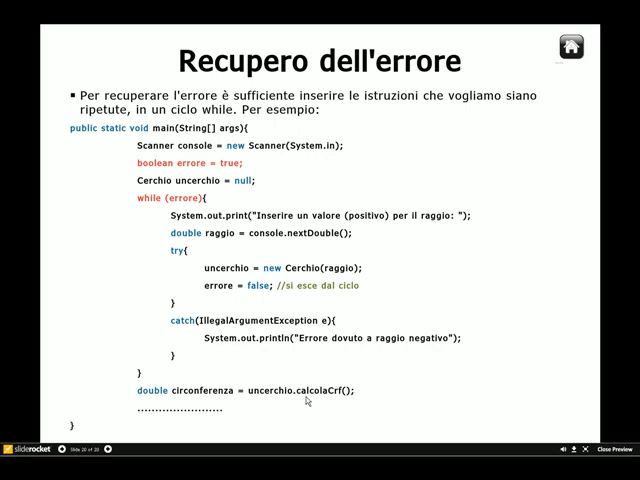 Recupero dell'errore
▪ Per recuperare l'errore è sufficiente inserire le istruzioni che vogliamo siano
ripetute, in un ciclo while. Per esempio:
public static void main(String[] args){
Scanner console = new Scanner(System.in);
boolean errore = true;
Cerchio uncerchio = null;
while (errore){
System.out.print("Inserire un valore (positivo) per il raggio: ");
double raggio = console.nextDouble();
try{
uncerchio = new Cerchio(raggio);
errore = false; //si esce dal ciclo
}
catch(IllegalArgumentException e){
System.out.println("Errore dovuto a raggio negativo");
}
}
double circonferenza = uncerchio.calcolaCrf();
........................
}
sliderocket Slide 20 of 20 Close Preview